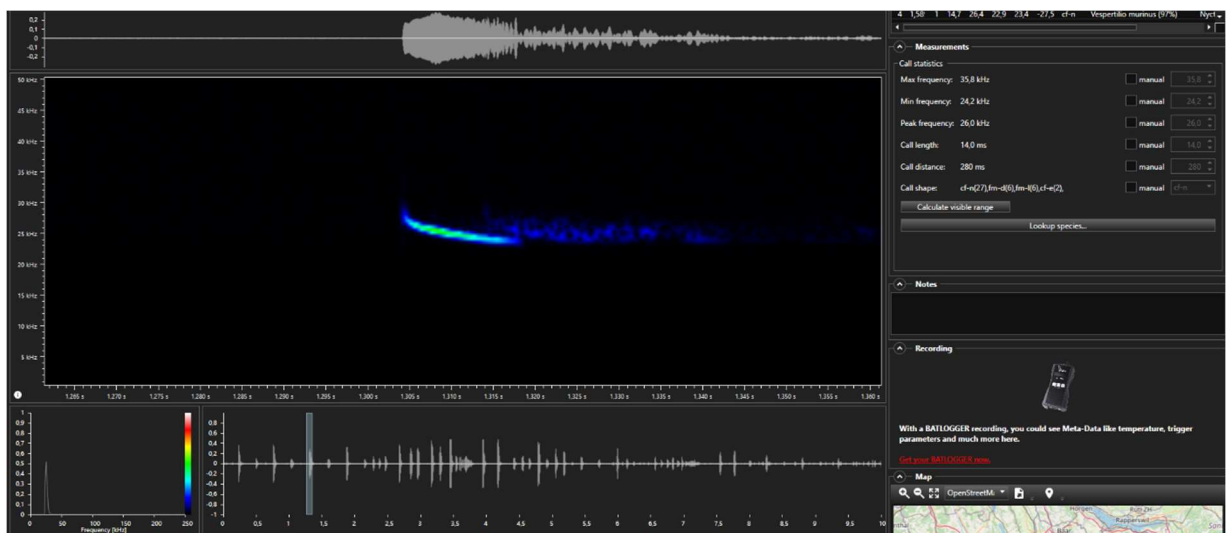 0,2
0,1
0
-0,1
-0,2
50 kHz
45 kHz
40 kHz
35 kHz
30 kHz
25 kHz
20 kHz
15 kHz
10 kHz
5 kHz
1.265 s 1.270 s 1.275 s 1.280 s 1.285 s 1.290 s 1.295 s 1.300 s 1.305 s 1.310 s 1.315 s 1.320 s 1.325 s 1.330 s 1.335 s 1.340 s 1.345 s 1.350 s 1.355 s 1.360 s
1
0.9
0.8
0.7
0.6
0.5
0.4
0.3
0.2
0.1
0
0 50 100 150 200 250
Frequency [kHz]
0.8
0.6
0.4
0.2
0
-0.2
-0.4
-0.6
-0.8
-1
0 0.5 1 1.5 2 2.5 3 3.5 4 4.5 5 5.5 6 6.5 7 7.5 8 8.5 9 9.5 10
4 1,58 1 14,7 26,4 22,9 23,4 -27,5 cf-n Vespertilio murinus (97%) Nyct
Measurements
Call statistics
Max frequency: 35,8 kHz manual 35,8
Min frequency: 24,2 kHz manual 24,2
Peak frequency: 26,0 kHz manual 26,0
Call length: 14,0 ms manual 14,0
Call distance: 280 ms manual 280
Call shape: cf-n(27),fm-d(6),fm-l(6),cf-e(2), manual cf-n
Calculate visible range
Lookup species...
Notes
Recording
With a BATLOGGER recording, you could see Meta-Data like temperature, trigger
parameters and much more here.
Get your BATLOGGER now.
Map
OpenStreetM
Horgen
Rüti ZH
Rapperswil
Baar